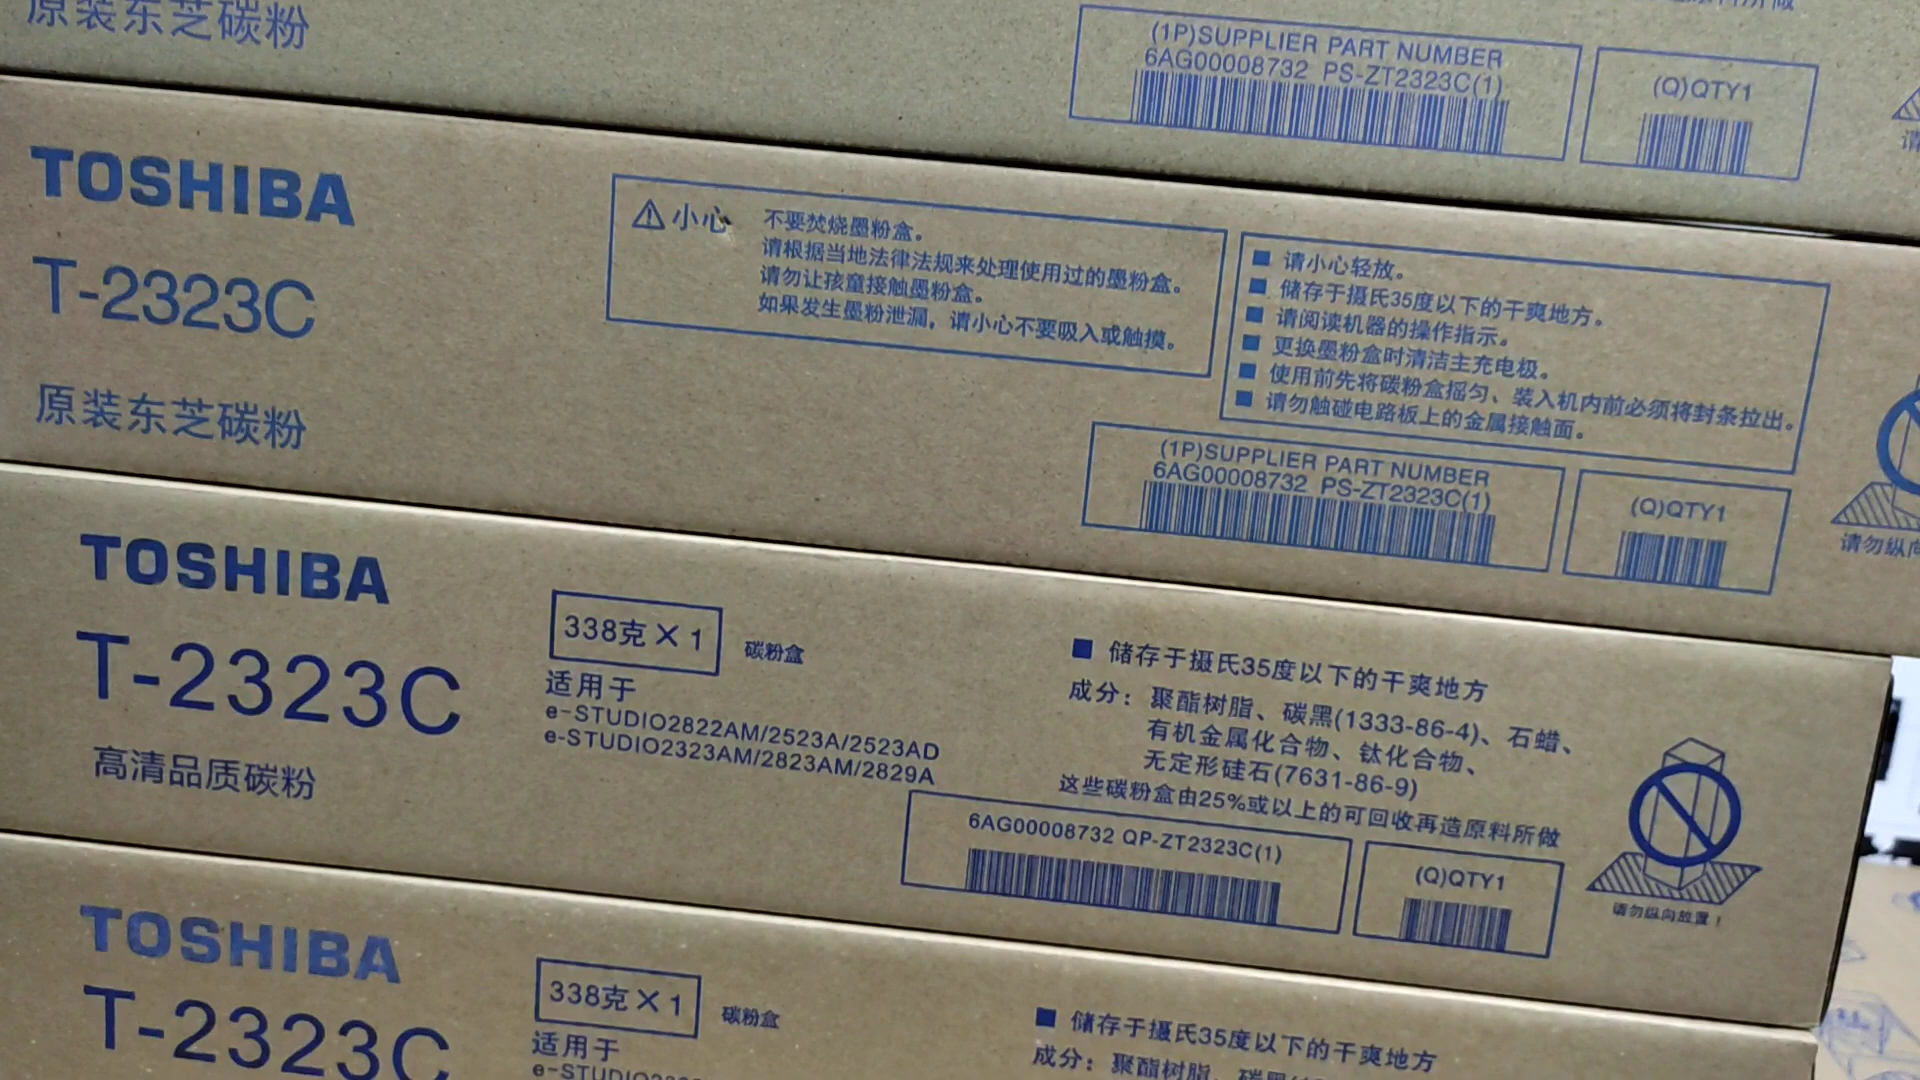 原装东芝碳粉
(1P)SUPPLIER PART NUMBER
6AG00008732 PS-ZT2323C(1)
(Q)QTY1
TOSHIBA
T-2323C
原装东芝碳粉
小心
不要焚烧墨粉盒。
请根据当地法律法规来处理使用过的墨粉盒。
请勿让孩童接触墨粉盒。
如果发生墨粉泄漏，请小心不要吸入或触摸。
■ 请小心轻放。
■ 储存于摄氏35度以下的干爽地方。
■ 请阅读机器的操作指示。
■ 更换墨粉盒时清洁主充电极。
■ 使用前先将碳粉盒摇匀、装入机内前必须将封条拉出。
■ 请勿触碰电路板上的金属接触面。
(1P)SUPPLIER PART NUMBER
6AG00008732 PS-ZT2323C(1)
(Q)QTY1
请勿纵向
TOSHIBA
T-2323C
高清品质碳粉
338克×1
碳粉盒
适用于
e-STUDIO2822AM/2523A/2523AD
e-STUDIO2323AM/2823AM/2829A
■ 储存于摄氏35度以下的干爽地方
成分：聚酯树脂、碳黑(1333-86-4)、石蜡、
有机金属化合物、钛化合物、
无定形硅石(7631-86-9)
这些碳粉盒由25%或以上的可回收再造原料所做
6AG00008732 QP-ZT2323C(1)
(Q)QTY1
请勿纵向放置！
TOSHIBA
T-2323C
338克×1
碳粉盒
适用于
■ 储存于摄氏35度以下的干爽地方
成分：聚酯树脂、碳黑